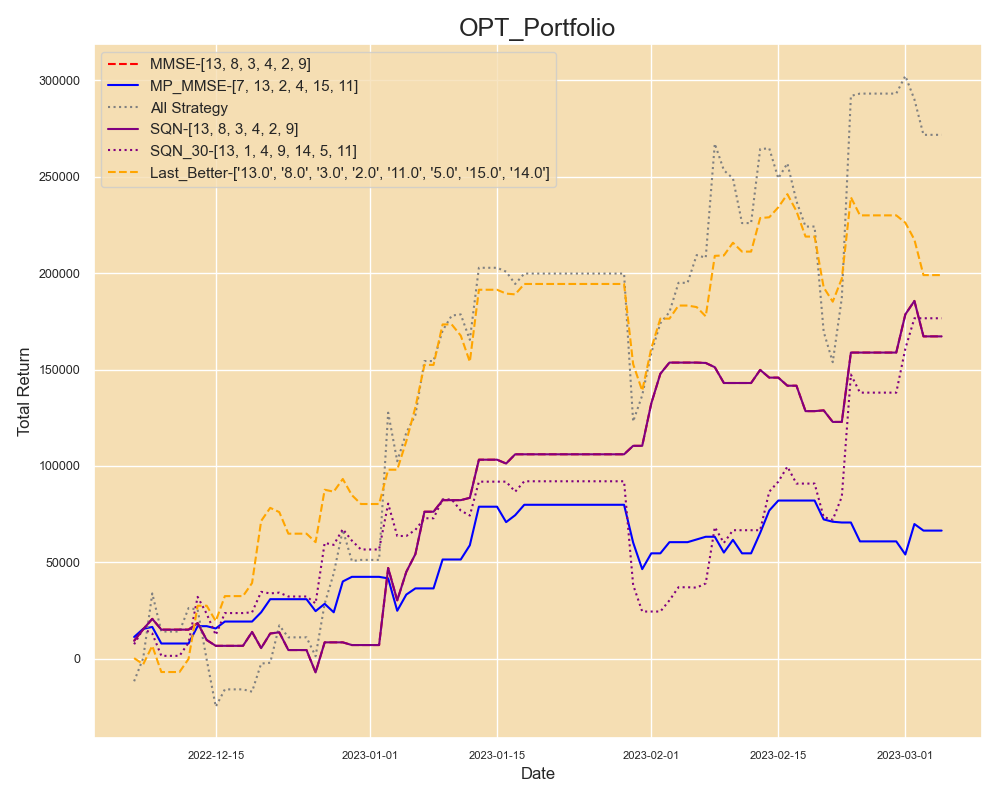 OPT_Portfolio
MMSE-[13, 8, 3, 4, 2, 9]
MP_MMSE-[7, 13, 2, 4, 15, 11]
All Strategy
SQN-[13, 8, 3, 4, 2, 9]
SQN_30-[13, 1, 4, 9, 14, 5, 11]
Last_Better-['13.0', '8.0', '3.0', '2.0', '11.0', '5.0', '15.0', '14.0']
300000
250000
200000
150000
100000
50000
0
Total Return
2022-12-15
2023-01-01
2023-01-15
2023-02-01
2023-02-15
2023-03-01
Date